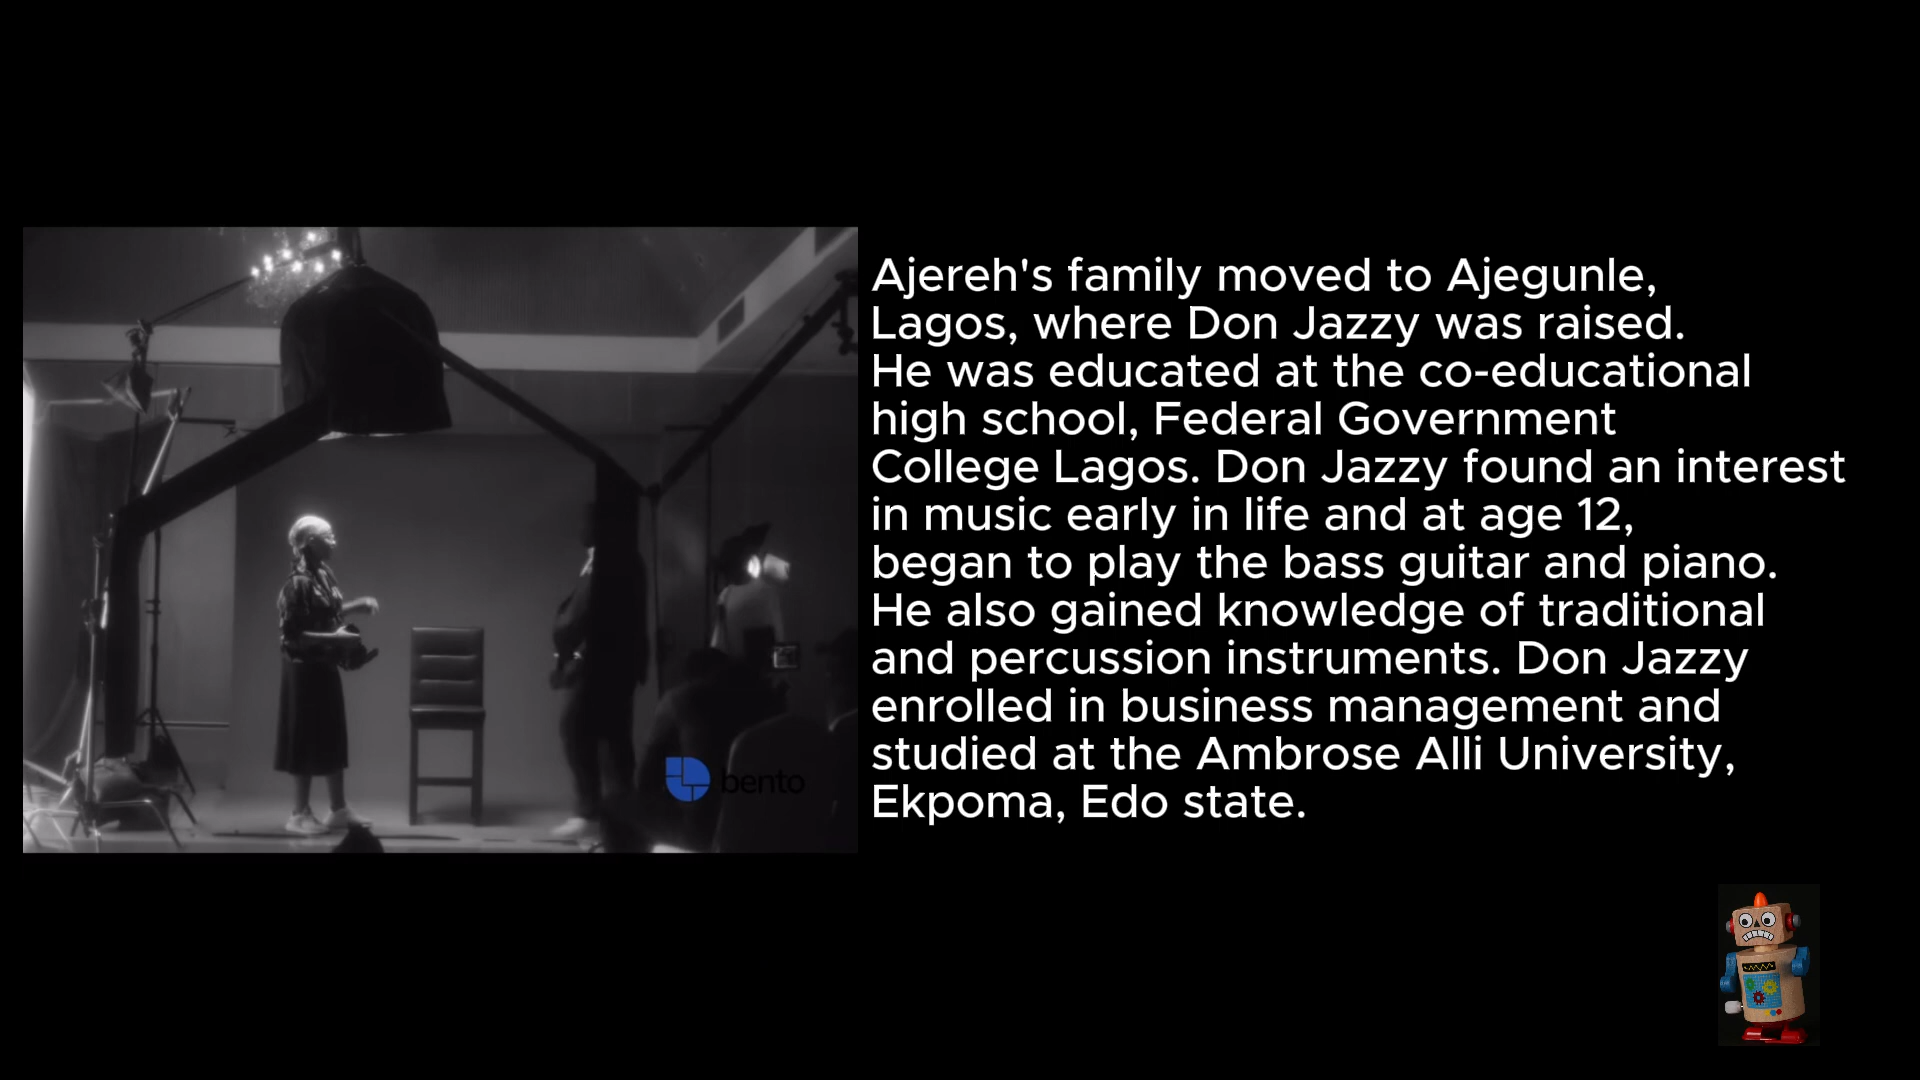 Ajereh's family moved to Ajegunle,
Lagos, where Don Jazzy was raised.
He was educated at the co-educational
high school, Federal Government
College Lagos. Don Jazzy found an interest
in music early in life and at age 12,
began to play the bass guitar and piano.
He also gained knowledge of traditional
and percussion instruments. Don Jazzy
enrolled in business management and
studied at the Ambrose Alli University,
Ekpoma, Edo state.
bento